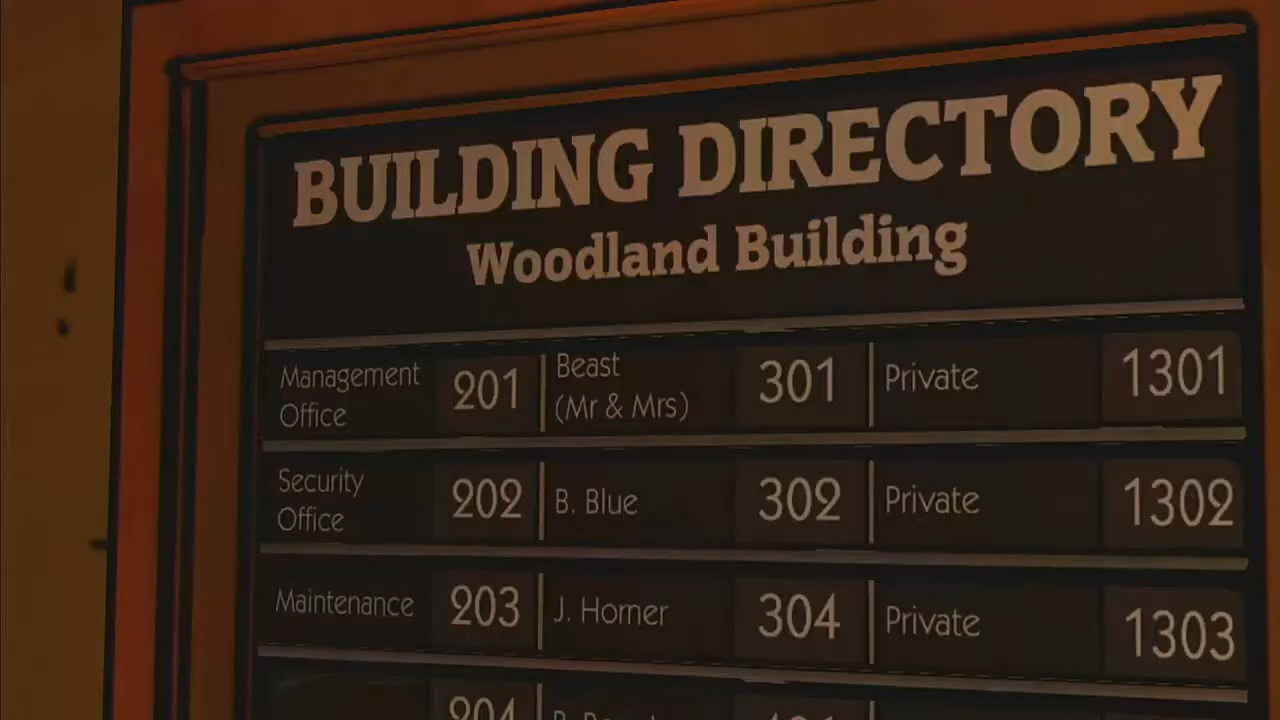 BUILDING DIRECTORY
Woodland Building
Management Office 201 Beast (Mr & Mrs) 301 Private 1301
Security Office 202 B. Blue 302 Private 1302
Maintenance 203 J. Horner 304 Private 1303
204